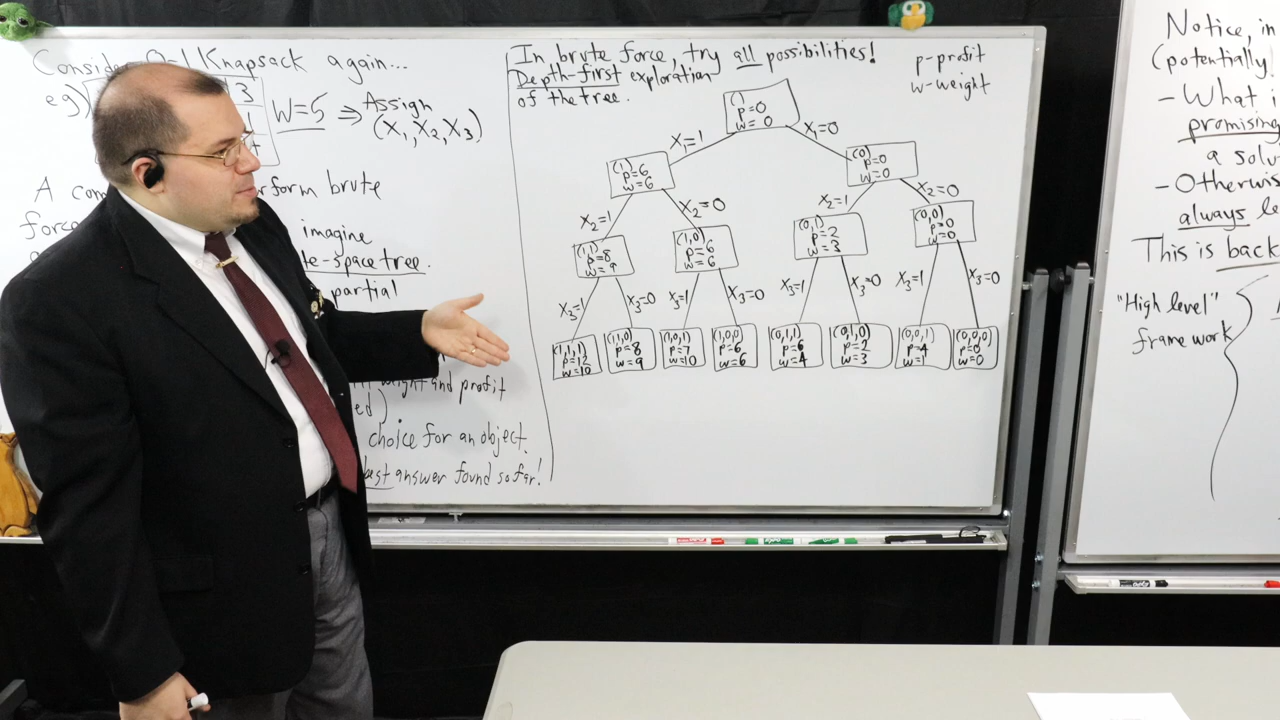 Consider 0-1 Knapsack again...
eg)
3
1
W=5 ⇒ Assign
(X₁, X₂, X₃)
A
form brute
force
imagine
te-space tree.
partial
weight and profit
ed)
choice for an object.
best answer found so far!
In brute force, try all possibilities!
Depth-first exploration
of the tree.
p-profit
w-weight
()
p=0
w=0
X₁=1
X₁=0
(1)
p=6
w=6
(0)
p=0
w=0
X₂=1
X₂=0
X₂=1
X₂=0
(1,1)
p=8
w=9
(1,0)
p=6
w=6
(0,1)
p=2
w=3
(0,0)
p=0
w=0
X₃=1
X₃=0
X₃=1
X₃=0
X₃=1
X₃=0
X₃=1
X₃=0
(1,1,1)
p=12
w=10
(1,1,0)
p=8
w=9
(1,0,1)
w=10
(1,0,0)
p=6
w=6
(0,1,1)
p=6
w=4
(0,1,0)
p=2
w=3
(0,0,1)
p=4
w=1
(0,0,0)
p=0
w=0
Notice, in
(potentially!
- What i
promising
a solu
- Otherwis
always le
This is back
"High level"
framework